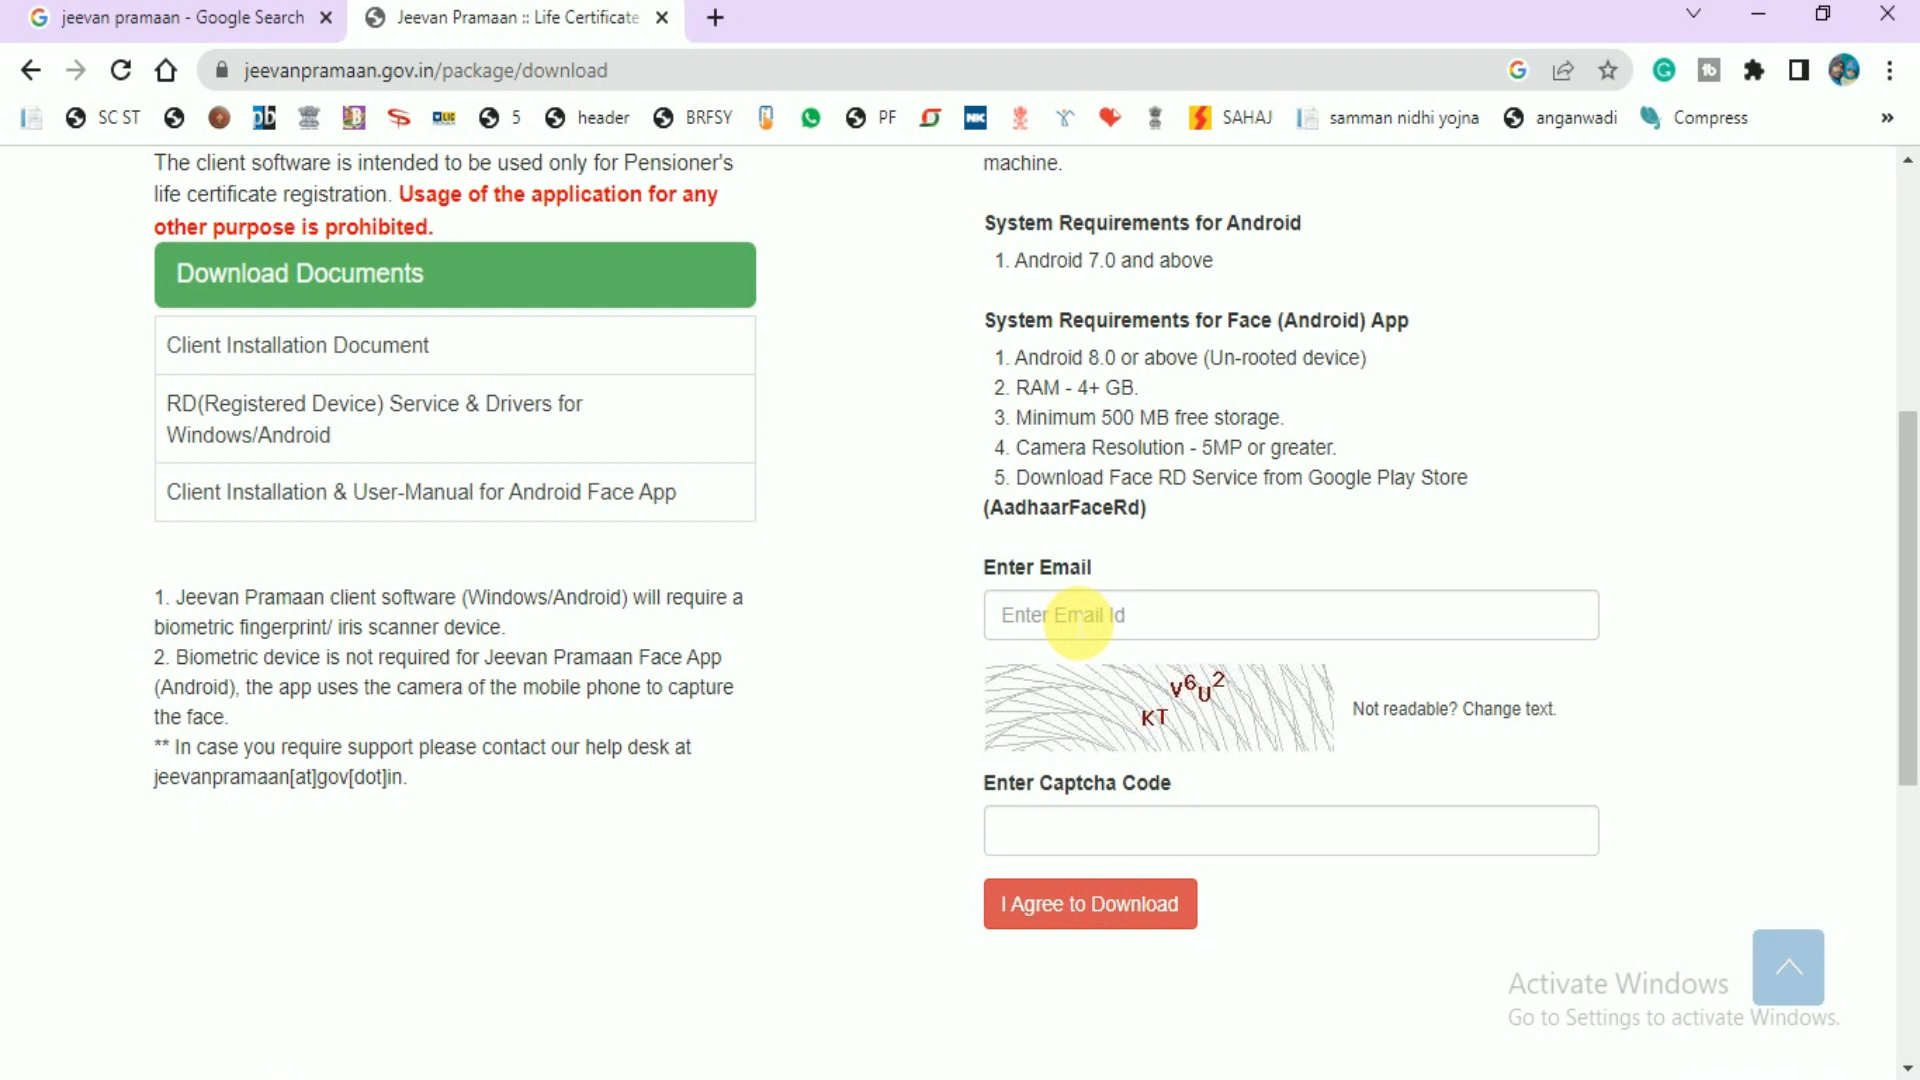 jeevan pramaan - Google Search
Jeevan Pramaan :: Life Certificate
jeevanpramaan.gov.in/package/download
SC ST
pb
LIC
5
header
BRFSY
PF
NK
SAHAJ
samman nidhi yojna
anganwadi
Compress
»
The client software is intended to be used only for Pensioner's
life certificate registration. Usage of the application for any
other purpose is prohibited.
Download Documents
Client Installation Document
RD(Registered Device) Service & Drivers for
Windows/Android
Client Installation & User-Manual for Android Face App
1. Jeevan Pramaan client software (Windows/Android) will require a
biometric fingerprint/ iris scanner device.
2. Biometric device is not required for Jeevan Pramaan Face App
(Android), the app uses the camera of the mobile phone to capture
the face.
** In case you require support please contact our help desk at
jeevanpramaan[at]gov[dot]in.
machine.
System Requirements for Android
1. Android 7.0 and above
System Requirements for Face (Android) App
1. Android 8.0 or above (Un-rooted device)
2. RAM - 4+ GB.
3. Minimum 500 MB free storage.
4. Camera Resolution - 5MP or greater.
5. Download Face RD Service from Google Play Store
(AadhaarFaceRd)
Enter Email
Enter Email Id
KTV6U2
Not readable? Change text.
Enter Captcha Code
I Agree to Download
Activate Windows
Go to Settings to activate Windows.